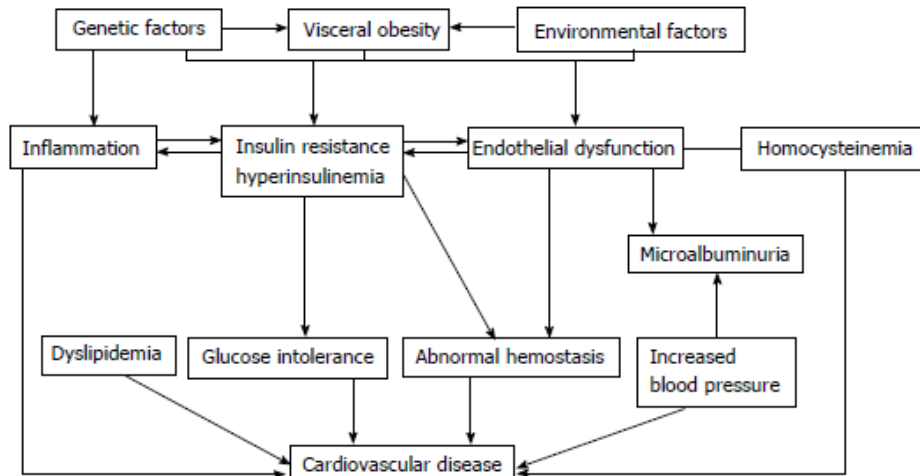 Genetic factors
Visceral obesity
Environmental factors
Inflammation
Insulin resistance
hyperinsulinemia
Endothelial dysfunction
Homocysteinemia
Microalbuminuria
Dyslipidemia
Glucose intolerance
Abnormal hemostasis
Increased
blood pressure
Cardiovascular disease